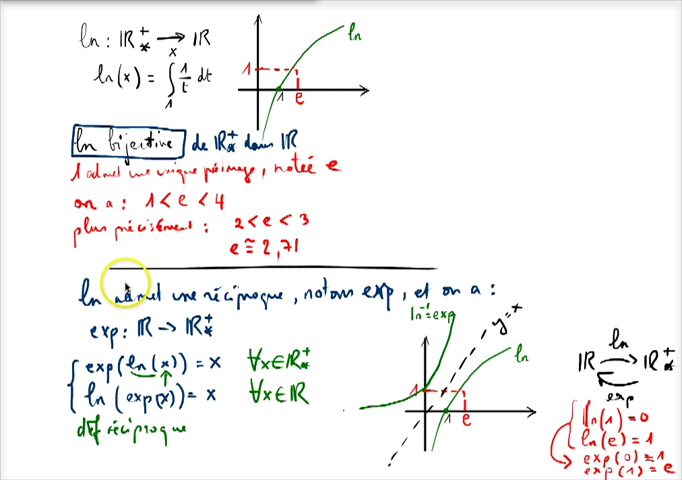 ln : ℝ*⁺ → ℝ
x
ln(x) = ∫₁ 1/t dt
ln
1
1
e
ln bijective de ℝ*⁺ dans ℝ
1 admet une unique préimage, notée e
on a : 1 < e < 4
plus précisément : 2 < e < 3
e ≅ 2,71
ln admet une réciproque, notons exp, et on a :
exp : ℝ → ℝ*⁺
exp(ln(x)) = x ∀x∈ℝ*⁺
ln(exp(x)) = x ∀x∈ℝ
def réciproque
ln⁻¹=exp
y=x
ln
1
1
e
ln
ℝ ℝ*⁺
exp
ln(1) = 0
ln(e) = 1
exp(0) = 1
exp(1) = e